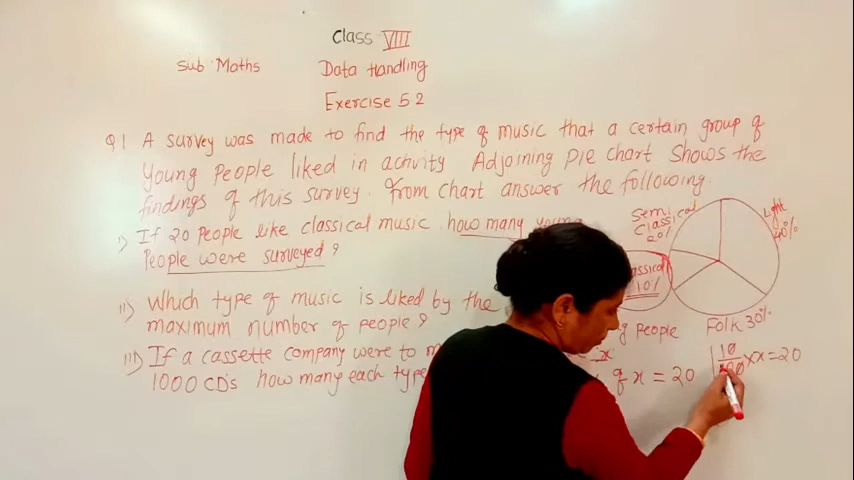 Class VIII
Sub Maths Data Handling
Exercise 5 2
Q1 A survey was made to find the type of music that a certain group of
Young People liked in activity Adjoining Pie chart Shows the
findings of this survey. From chart answer the following.
i) If 20 People like classical music how many young
People were surveyed?
Semi
Classical
20%
Light
40%
10%
Folk 30%
ii) Which type of music is liked by the
maximum number of people?
People
iii) If a cassette company were to
1000 CD's how many each type
x
of x = 20
10/100 × x = 20